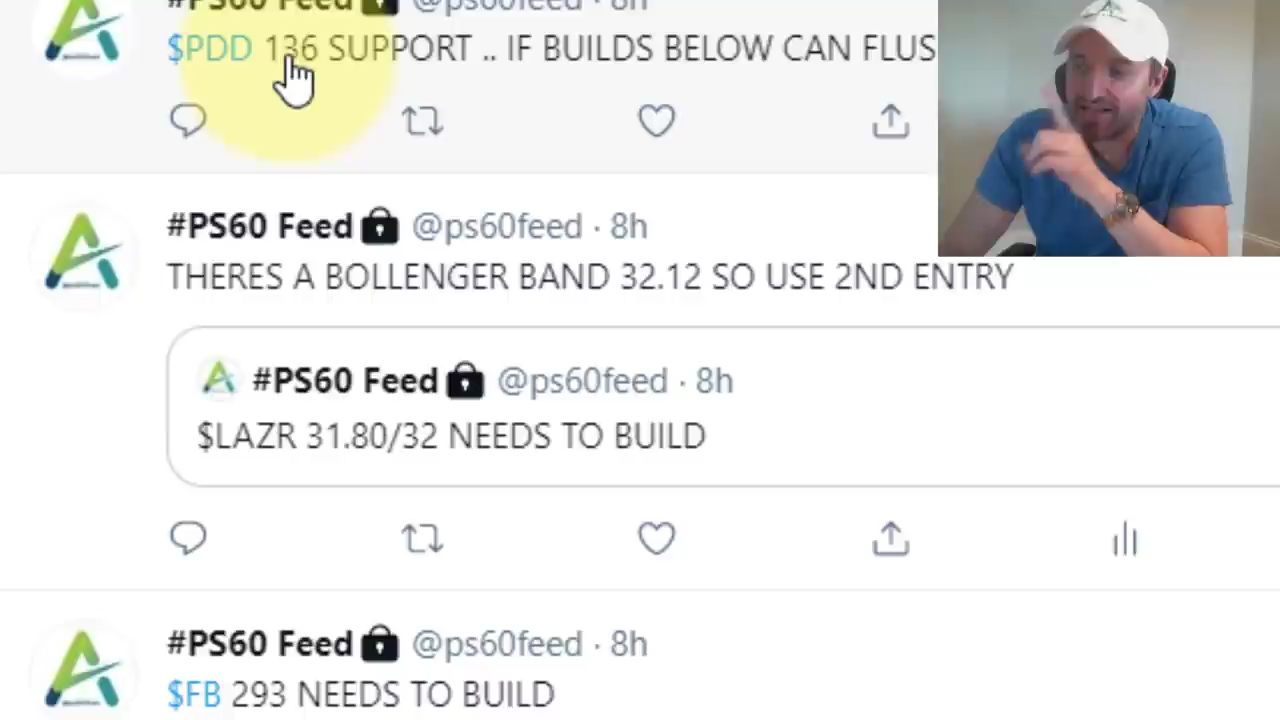 #PS60 Feed @ps60feed · 8h
$PDD 136 SUPPORT .. IF BUILDS BELOW CAN FLUS
#PS60 Feed @ps60feed · 8h
THERES A BOLLENGER BAND 32.12 SO USE 2ND ENTRY
#PS60 Feed @ps60feed · 8h
$LAZR 31.80/32 NEEDS TO BUILD
#PS60 Feed @ps60feed · 8h
$FB 293 NEEDS TO BUILD